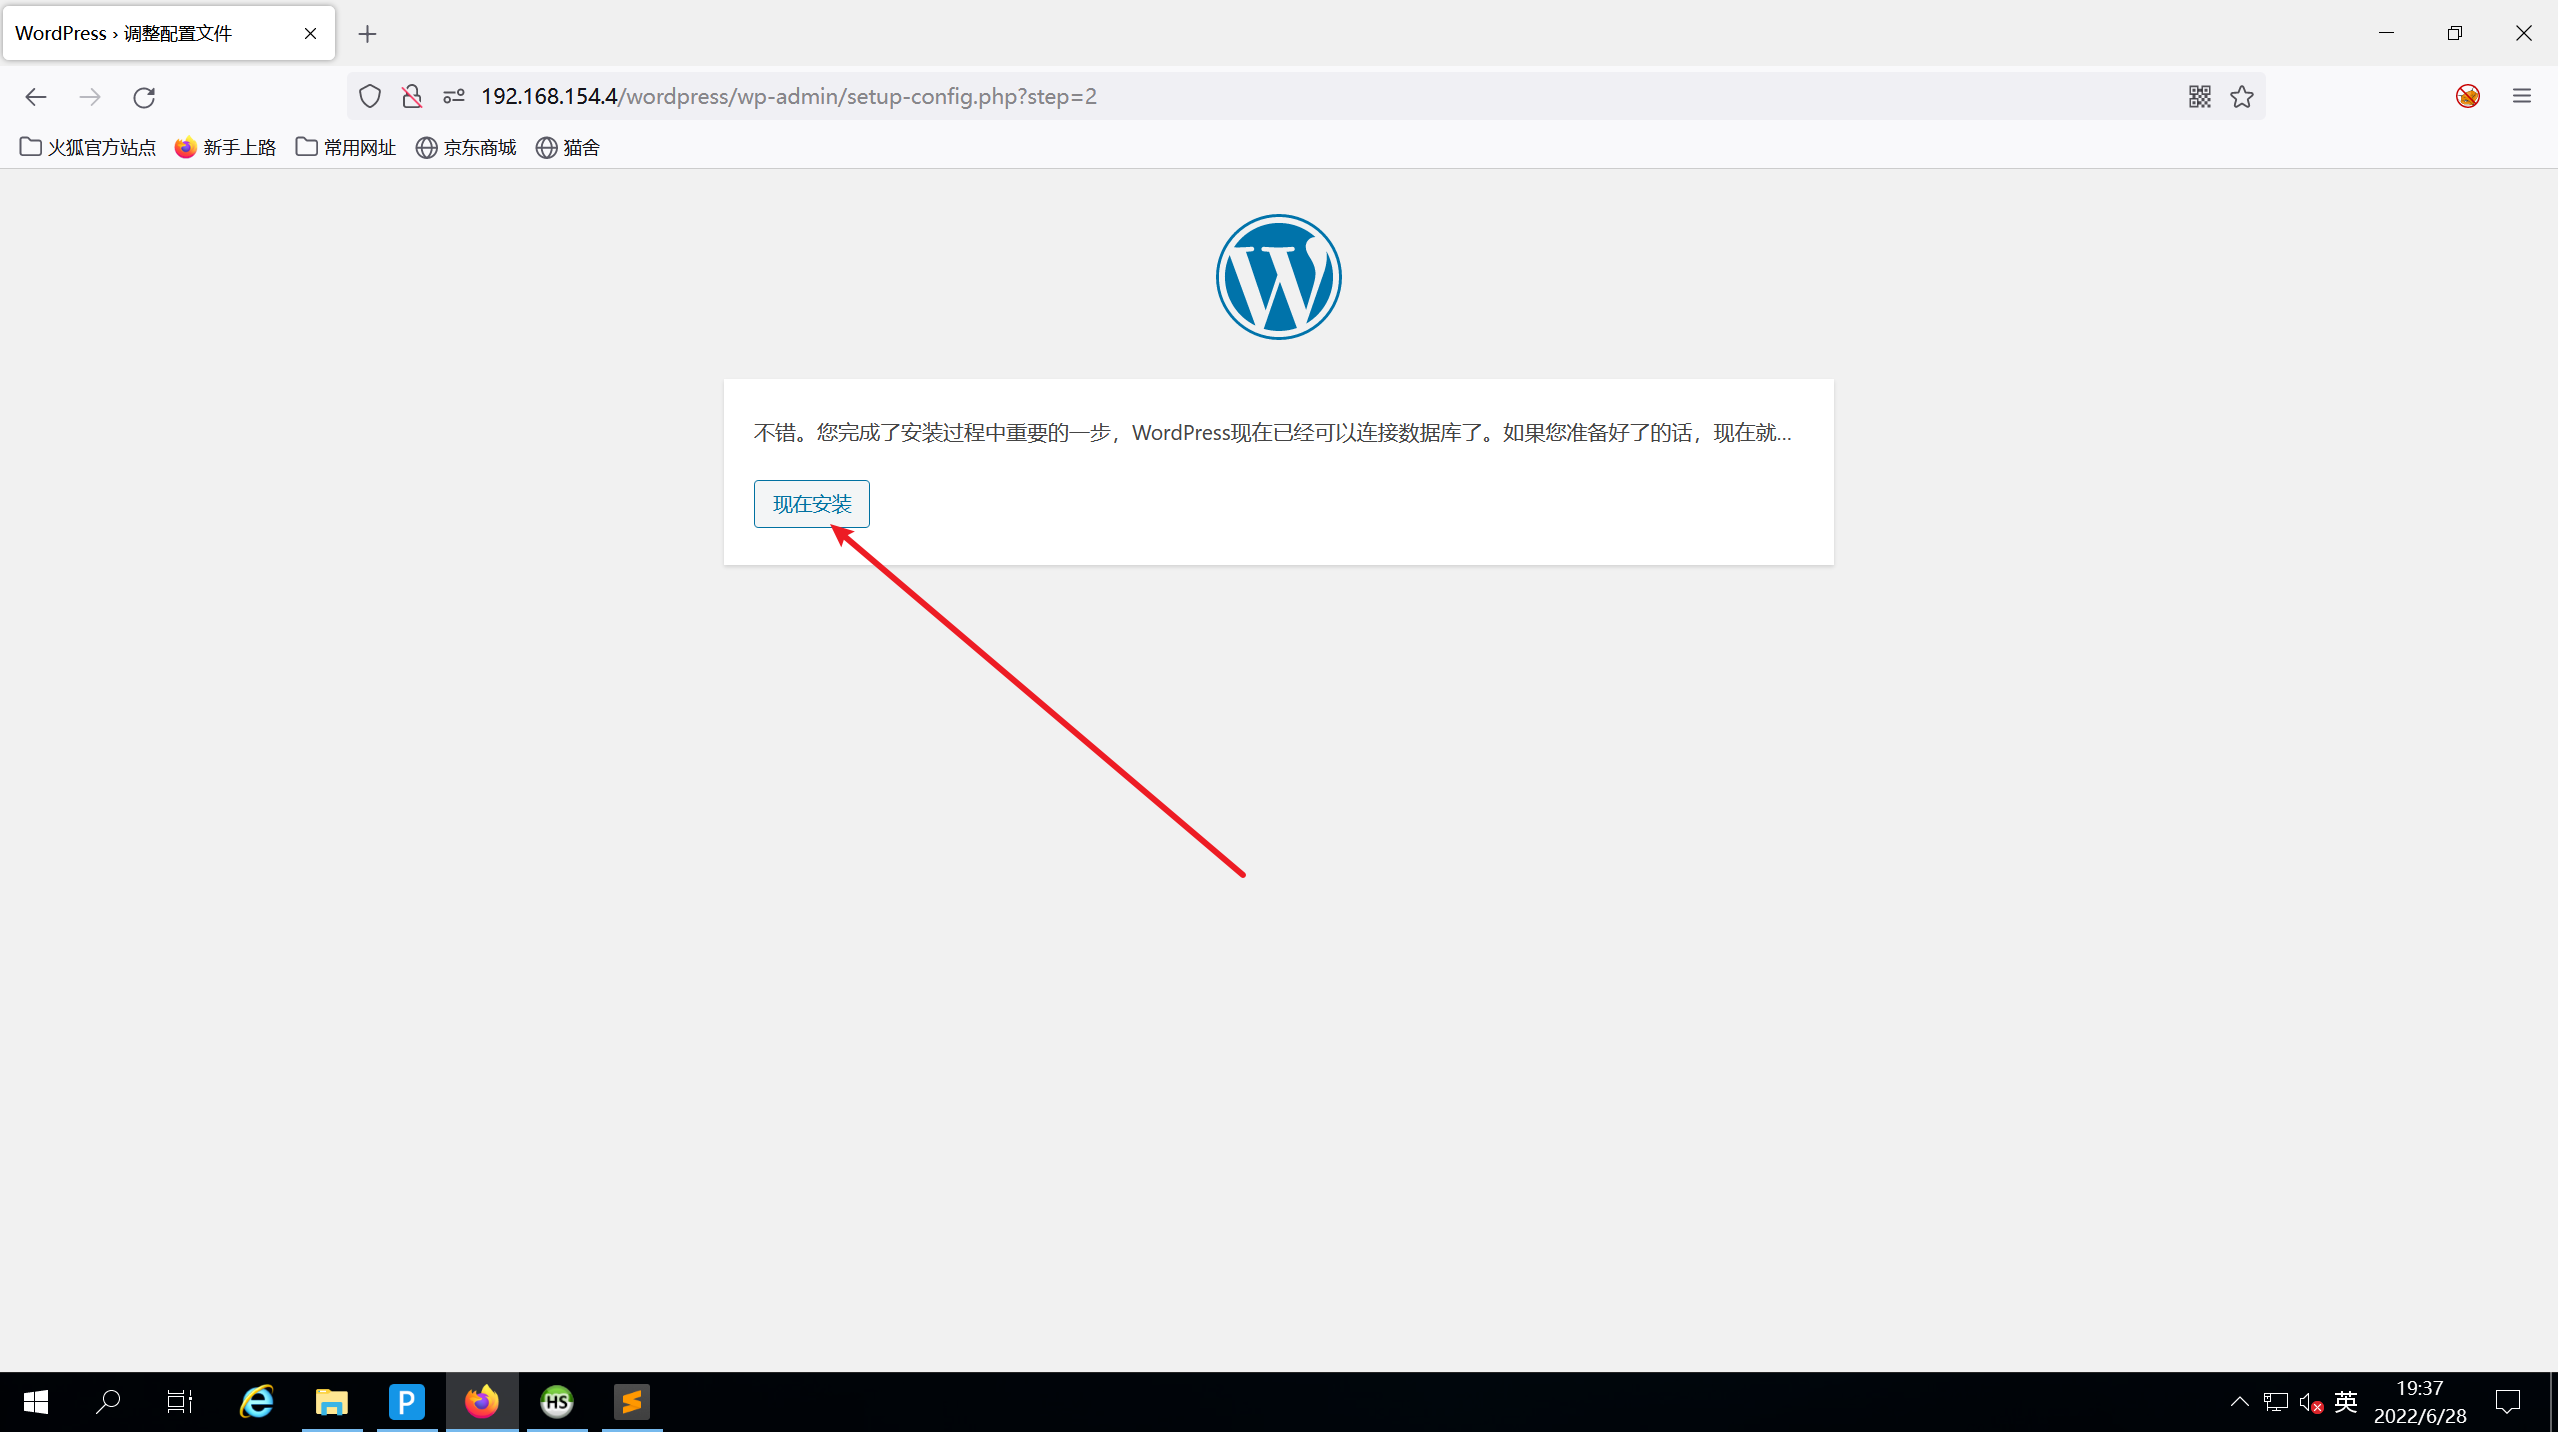 WordPress › 调整配置文件
192.168.154.4/wordpress/wp-admin/setup-config.php?step=2
火狐官方站点 新手上路 常用网址 京东商城 猫舍
不错。您完成了安装过程中重要的一步，WordPress现在已经可以连接数据库了。如果您准备好了的话，现在就...
现在安装
P HS 英 19:37
2022/6/28